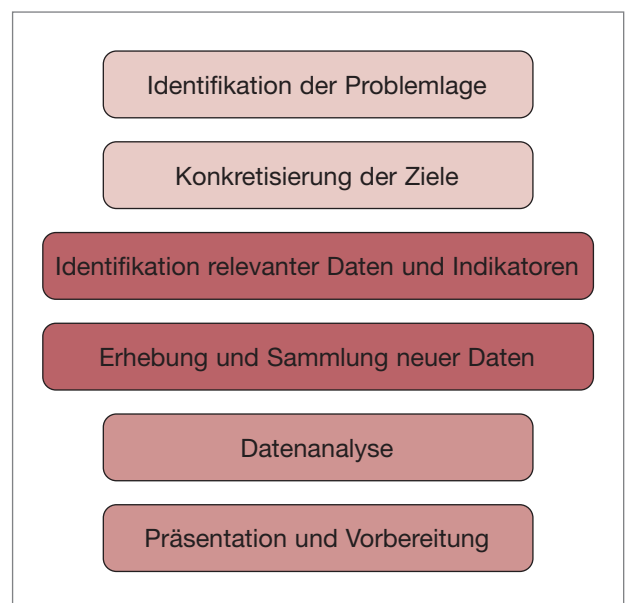 Identifikation der Problemlage
Konkretisierung der Ziele
Identifikation relevanter Daten und Indikatoren
Erhebung und Sammlung neuer Daten
Datenanalyse
Präsentation und Vorbereitung